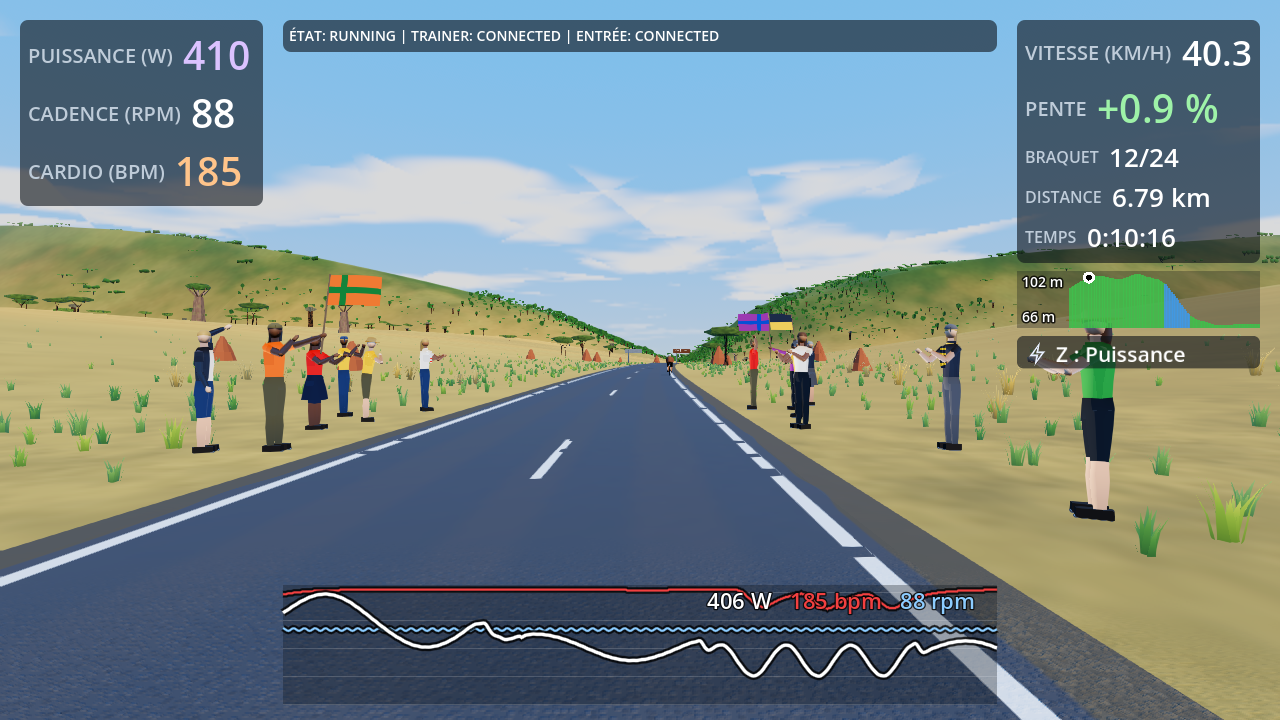 PUISSANCE (W) 410
CADENCE (RPM) 88
CARDIO (BPM) 185
ÉTAT: RUNNING | TRAINER: CONNECTED | ENTRÉE: CONNECTED
VITESSE (KM/H) 40.3
PENTE +0.9 %
BRAQUET 12/24
DISTANCE 6.79 km
TEMPS 0:10:16
102 m
66 m
Z : Puissance
406 W 185 bpm 88 rpm